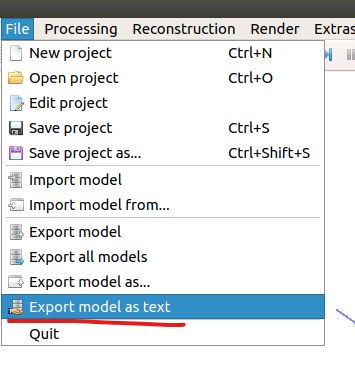 File Processing Reconstruction Render Extras
New project Ctrl+N
Open project Ctrl+O
Edit project
Save project Ctrl+S
Save project as... Ctrl+Shift+S
Import model
Import model from...
Export model
Export all models
Export model as...
Export model as text
Quit